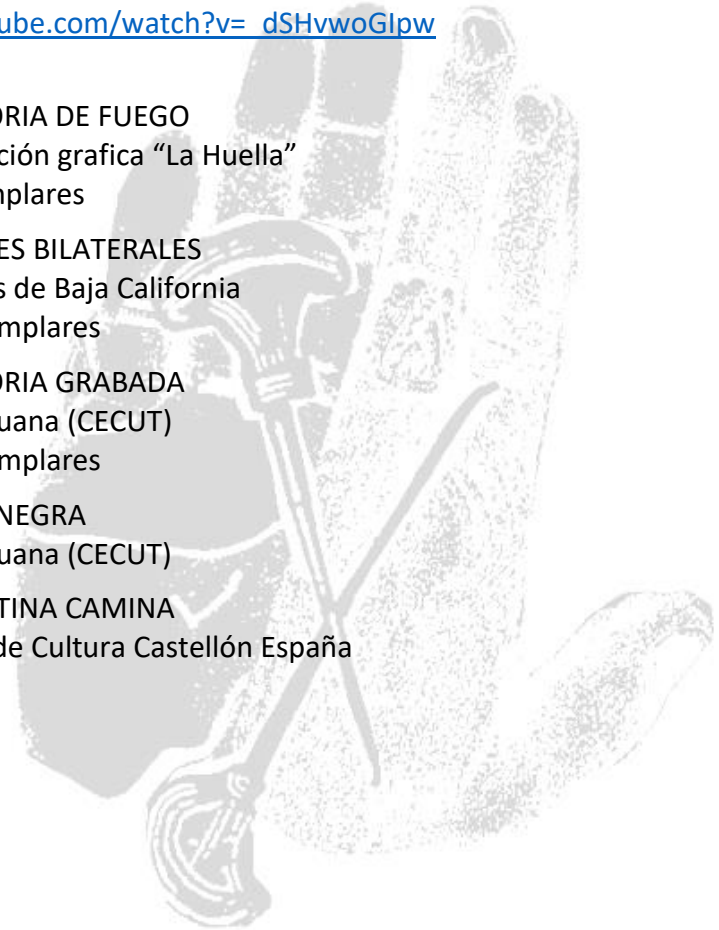 ube.com/watch?v=_dSHvwoGIpw
ORIA DE FUEGO
ción grafica “La Huella”
mplares
ES BILATERALES
s de Baja California
mplares
ORIA GRABADA
uana (CECUT)
mplares
NEGRA
uana (CECUT)
TINA CAMINA
de Cultura Castellón España